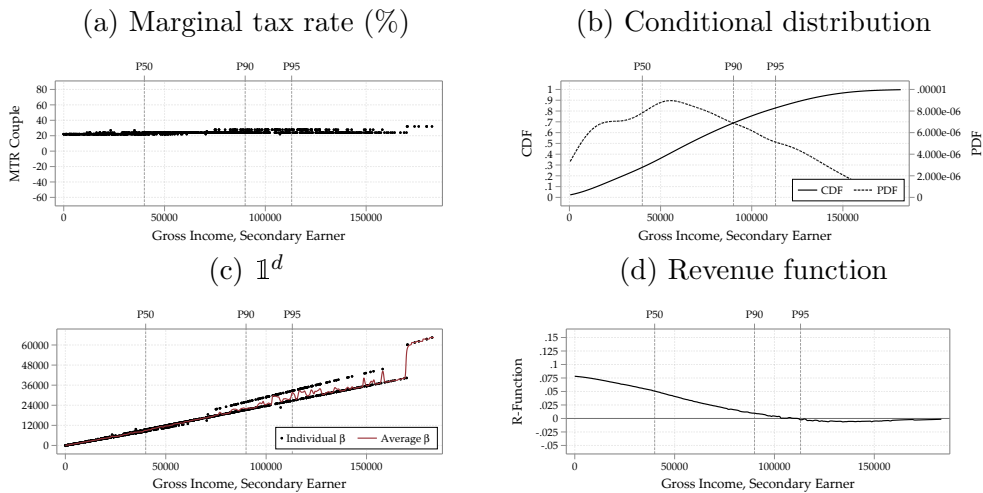 (a) Marginal tax rate (%)
P50 P90 P95
80
60
40
20
0
-20
-40
-60
MTR Couple
0 50000 100000 150000
Gross Income, Secondary Earner
(b) Conditional distribution
P50 P90 P95
1
.9
.8
.7
.6
.5
.4
.3
.2
.1
0
CDF
.00001
8.000e-06
6.000e-06
4.000e-06
2.000e-06
0
PDF
CDF PDF
0 50000 100000 150000
Gross Income, Secondary Earner
(c) 𝟙ᵈ
P50 P90 P95
60000
48000
36000
24000
12000
0
Individual β Average β
0 50000 100000 150000
Gross Income, Secondary Earner
(d) Revenue function
P50 P90 P95
.15
.125
.1
.075
.05
.025
0
-.025
-.05
R-Function
0 50000 100000 150000
Gross Income, Secondary Earner